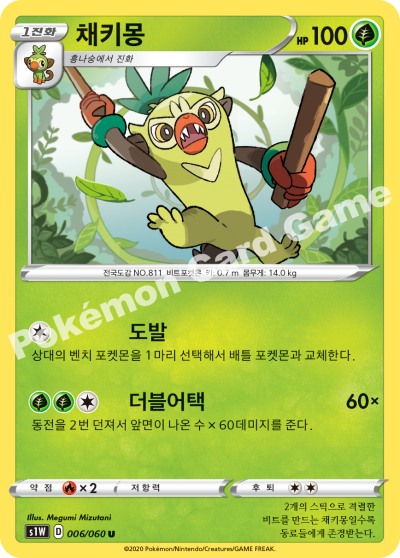 1진화
채키몽
HP 100
흥나숭에서 진화
전국도감 NO.811 비트포켓몬 키: 0.7 m 몸무게: 14.0 kg
Pokémon Card Game
도발
상대의 벤치 포켓몬을 1마리 선택해서 배틀 포켓몬과 교체한다.
더블어택 60×
동전을 2번 던져서 앞면이 나온 수 × 60데미지를 준다.
약점 ×2 저항력 후퇴
Illus. Megumi Mizutani
s1W D 006/060 U
2개의 스틱으로 격렬한
비트를 만드는 채키몽일수록
동료들에게 존경받는다.
©2020 Pokémon/Nintendo/Creatures/GAME FREAK.